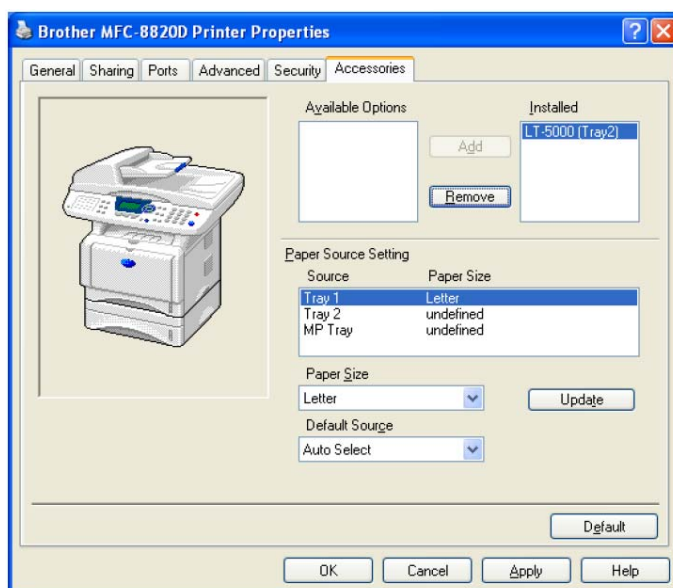 Brother MFC-8820D Printer Properties
General Sharing Ports Advanced Security Accessories
Available Options Installed
LT-5000 (Tray2)
Add
Remove
Paper Source Setting
Source Paper Size
Tray 1 Letter
Tray 2 undefined
MP Tray undefined
Paper Size
Letter Update
Default Source
Auto Select
Default
OK Cancel Apply Help